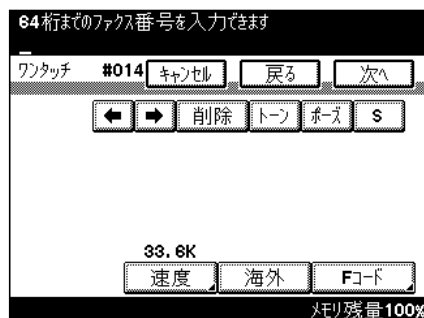 64桁までのファクス番号を入力できます
ワンタッチ #014 キャンセル 戻る 次へ
← → 削除 トーン ポーズ S
33.6K
速度 海外 Fコード
メモリ残量100%